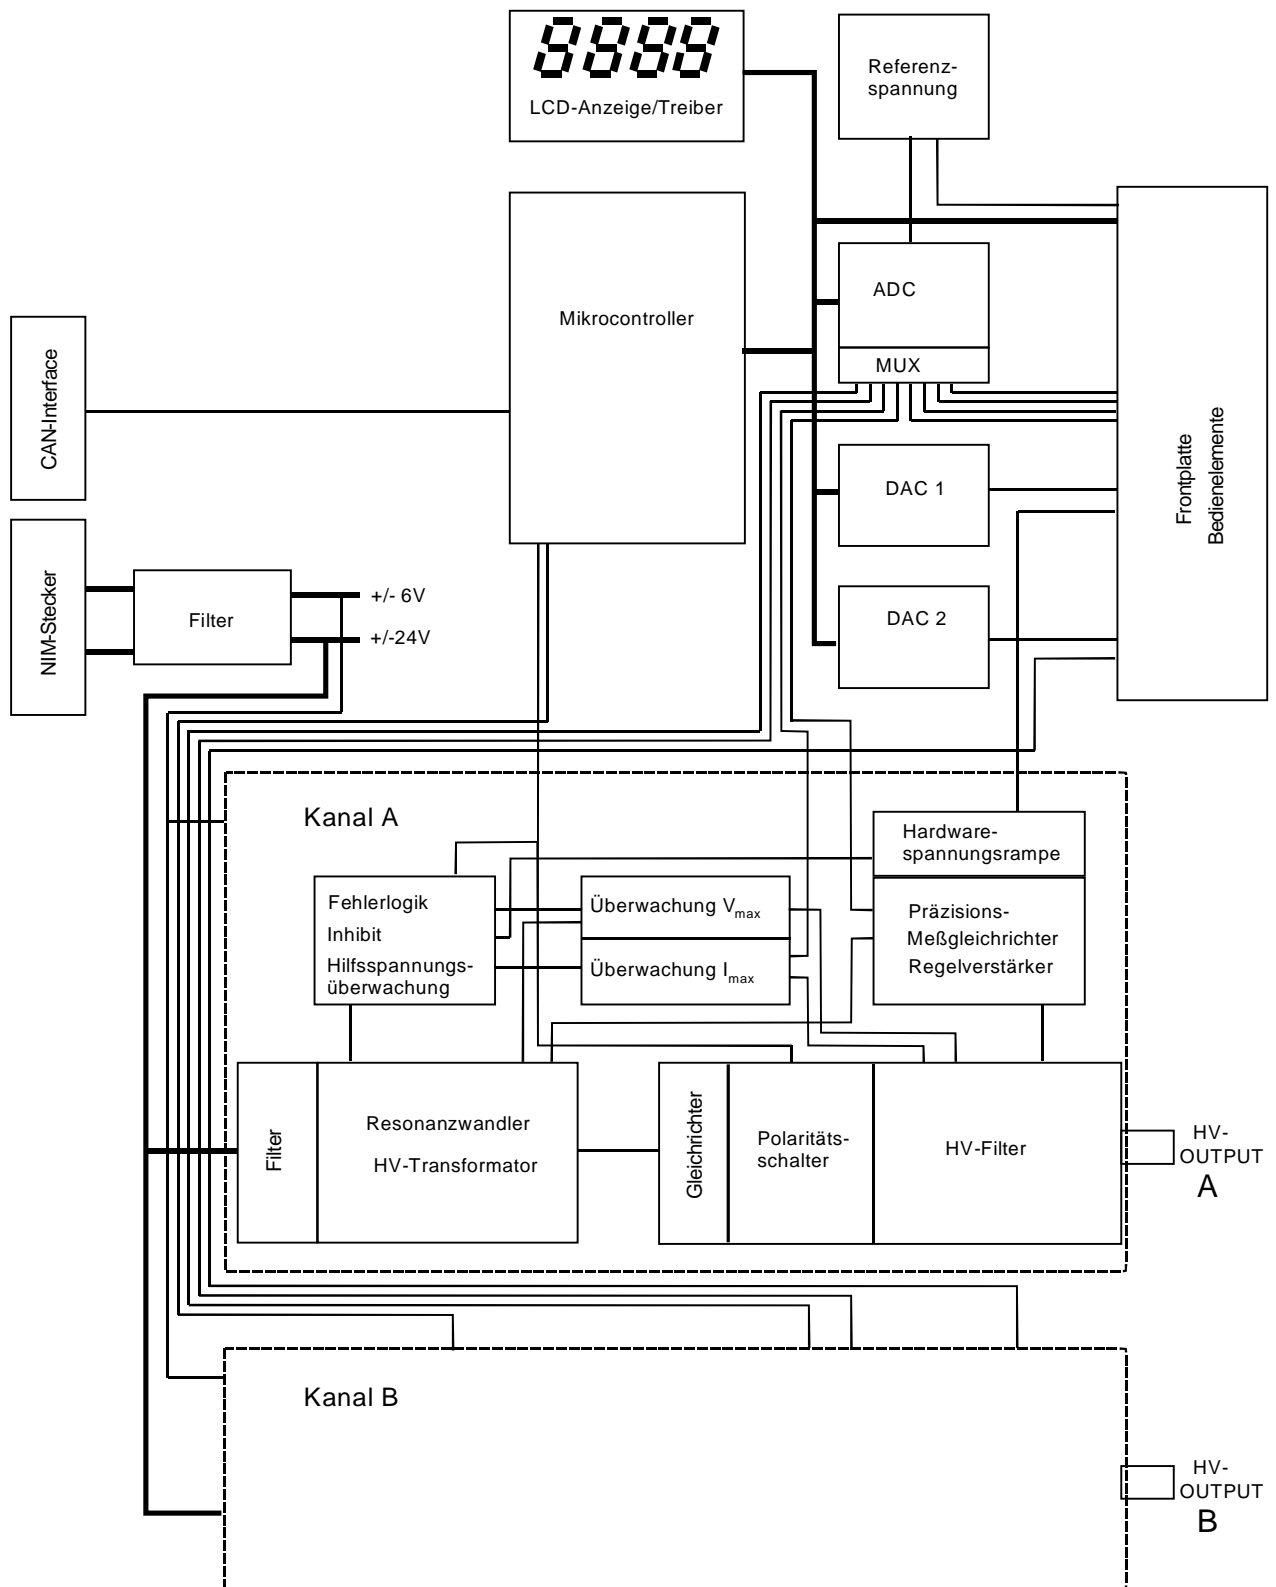 8888
LCD-Anzeige/Treiber
Referenz-
spannung
Mikrocontroller
ADC
MUX
CAN-Interface
DAC 1
Frontplatte
Bedienelemente
NIM-Stecker
Filter
+/- 6V
+/-24V
DAC 2
Kanal A
Hardware-
spannungsrampe
Fehlerlogik
Inhibit
Hilfsspannungs-
überwachung
Überwachung Vmax
Überwachung Imax
Präzisions-
Meßgleichrichter
Regelverstärker
Filter
Resonanzwandler
HV-Transformator
Gleichrichter
Polaritäts-
schalter
HV-Filter
HV-
OUTPUT
A
Kanal B
HV-
OUTPUT
B